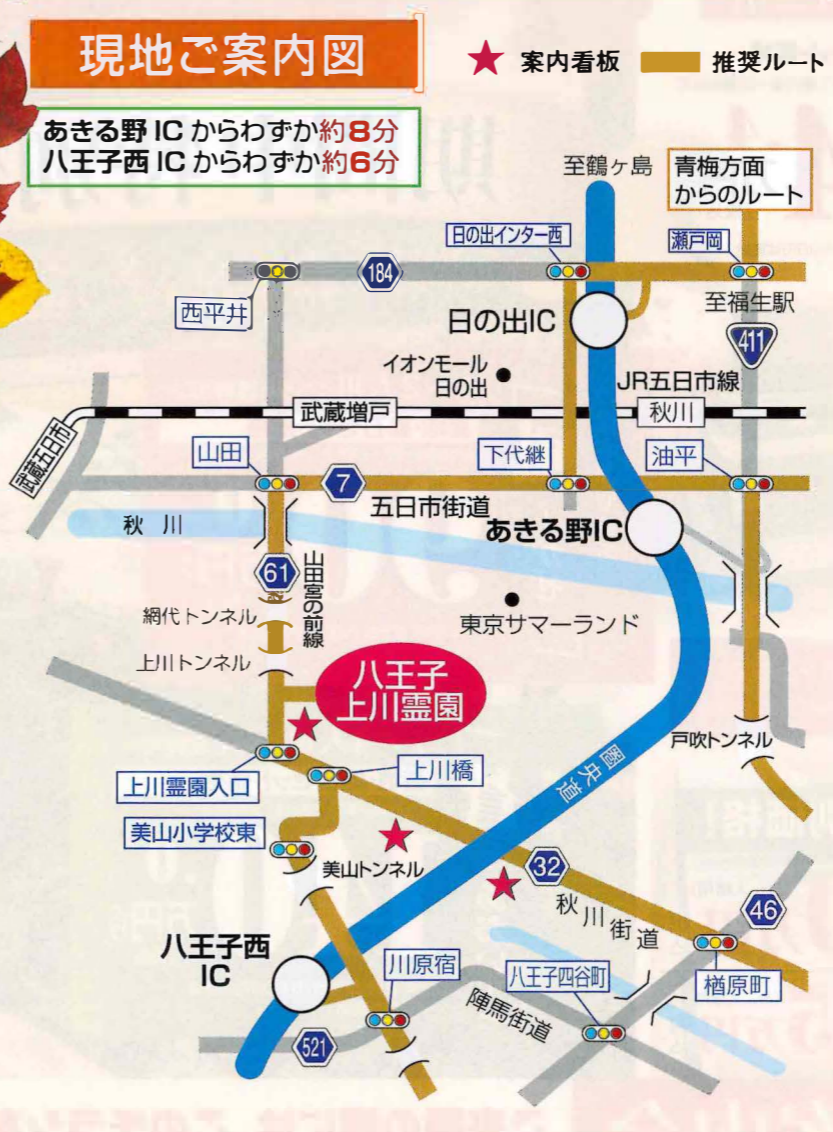 現地ご案内図
★ 案内看板 推奨ルート
あきる野 IC からわずか約8分
八王子西 IC からわずか約6分
至鶴ヶ島
青梅方面
からのルート
日の出インター西
瀬戸岡
184
西平井
日の出IC
至福生駅
411
イオンモール
日の出
JR五日市線
武蔵増戸
秋川
武蔵五日市
山田
下代継
油平
7
五日市街道
秋川
あきる野IC
61
山田宮の前線
網代トンネル
東京サマーランド
上川トンネル
八王子
上川霊園
戸吹トンネル
上川霊園入口
上川橋
圏央道
美山小学校東
美山トンネル
32
秋川街道
46
八王子西
IC
川原宿
八王子四谷町
楢原町
陣馬街道
521